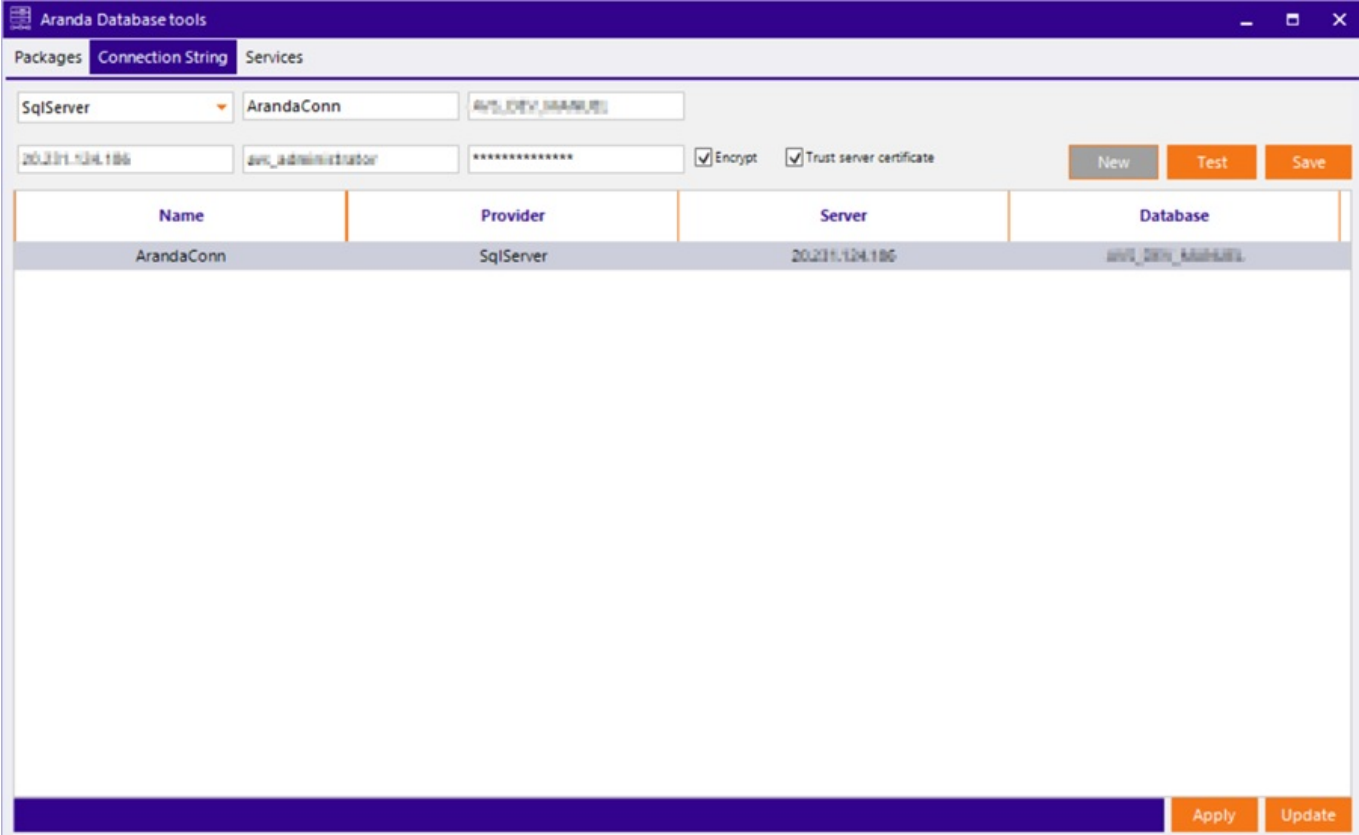 Aranda Database tools
Packages Connection String Services
SqlServer ArandaConn
************** Encrypt Trust server certificate New Test Save
Name Provider Server Database
ArandaConn SqlServer
Apply Update